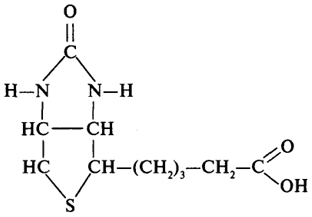 O
C
H–N N–H
HC CH
HC CH–(CH₂)₃–CH₂–C O
OH
S